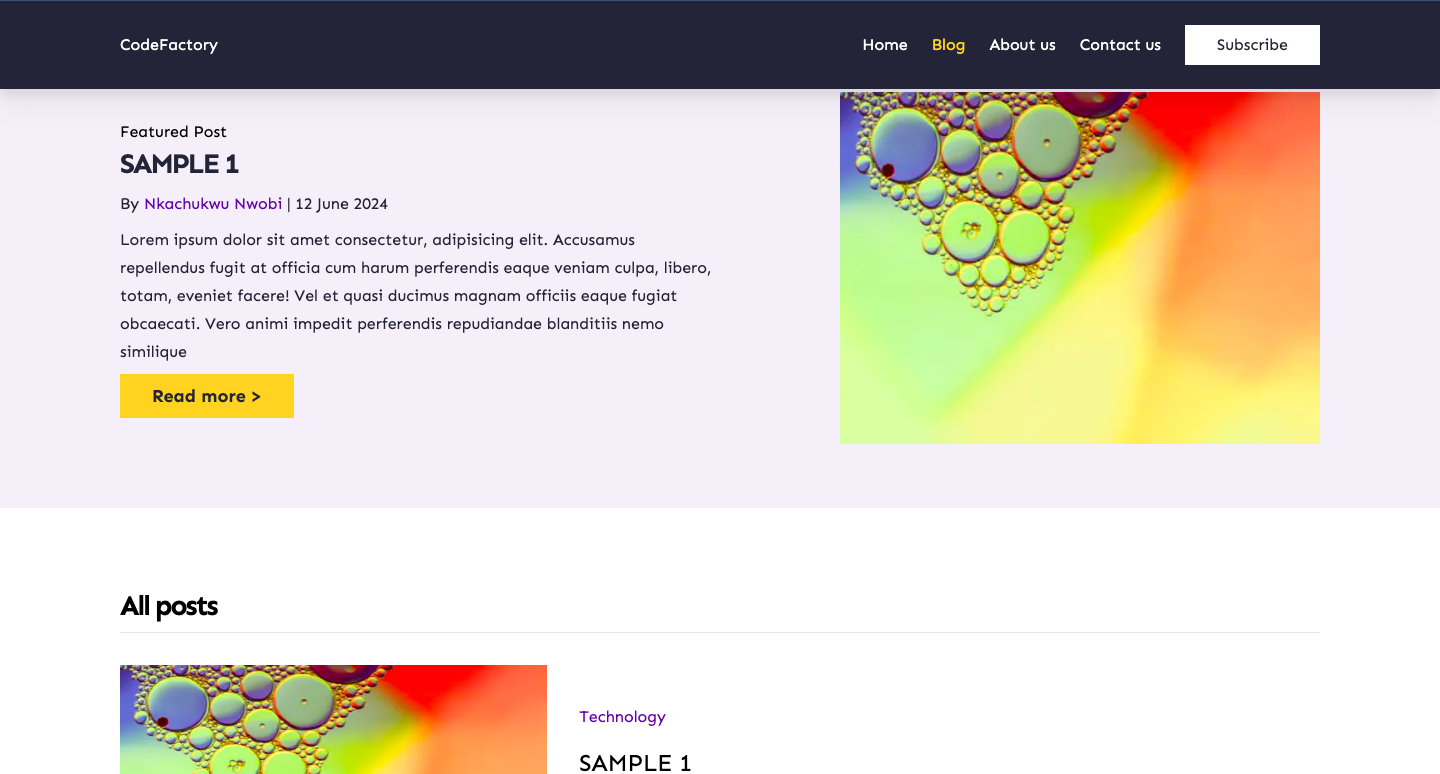 CodeFactory
Home Blog About us Contact us Subscribe
Featured Post
SAMPLE 1
By Nkachukwu Nwobi | 12 June 2024
Lorem ipsum dolor sit amet consectetur, adipisicing elit. Accusamus
repellendus fugit at officia cum harum perferendis eaque veniam culpa, libero,
totam, eveniet facere! Vel et quasi ducimus magnam officiis eaque fugiat
obcaecati. Vero animi impedit perferendis repudiandae blanditiis nemo
similique
Read more >
All posts
Technology
SAMPLE 1